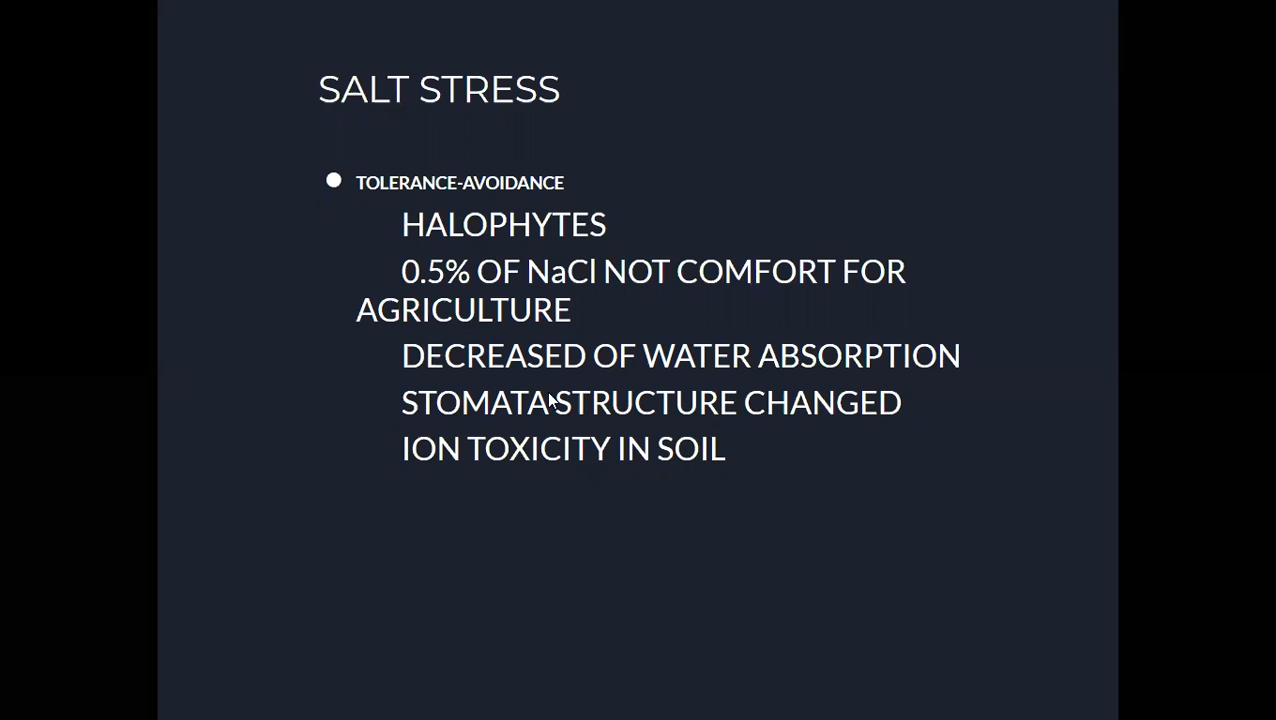 SALT STRESS
TOLERANCE-AVOIDANCE
HALOPHYTES
0.5% OF NaCl NOT COMFORT FOR
AGRICULTURE
DECREASED OF WATER ABSORPTION
STOMATA STRUCTURE CHANGED
ION TOXICITY IN SOIL